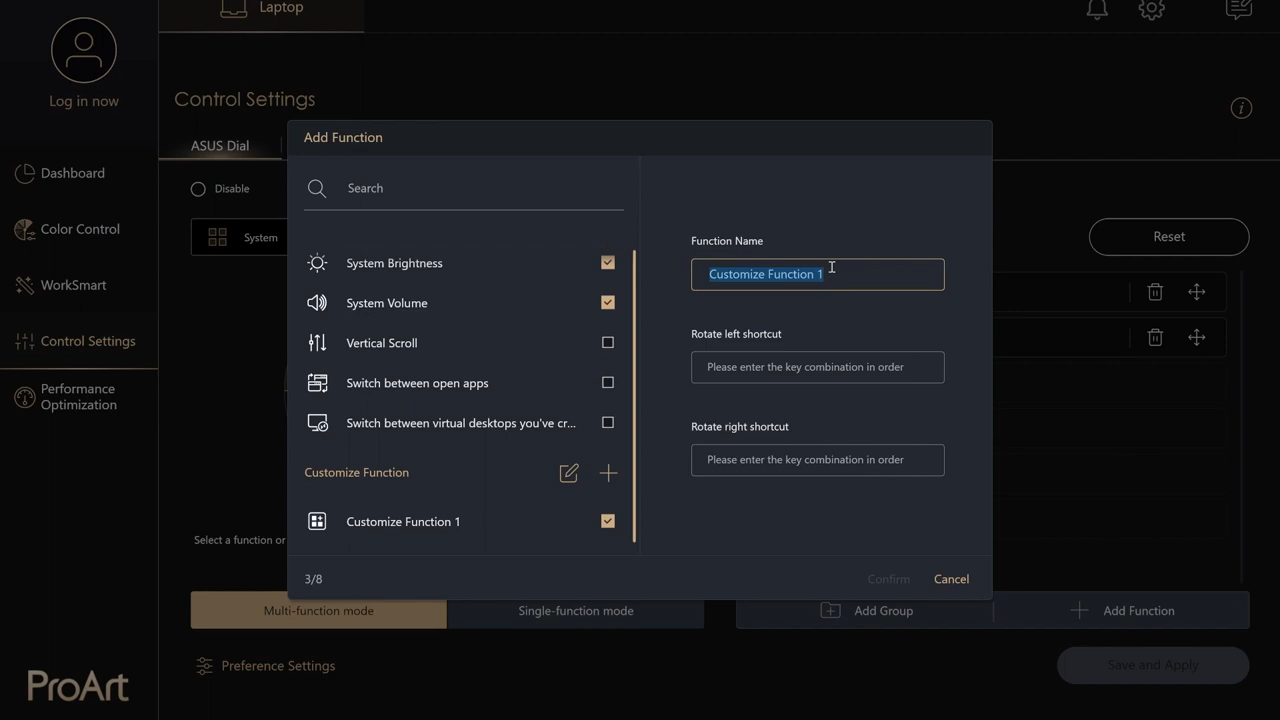 Laptop
Log in now
Control Settings
ASUS Dial
Disable
System
Reset
Dashboard
Color Control
WorkSmart
Control Settings
Performance
Optimization
Add Function
Search
System Brightness
System Volume
Vertical Scroll
Switch between open apps
Switch between virtual desktops you've cr...
Customize Function
Customize Function 1
3/8
Function Name
Customize Function 1
Rotate left shortcut
Please enter the key combination in order
Rotate right shortcut
Please enter the key combination in order
Confirm
Cancel
Select a function or
Multi-function mode
Single-function mode
Add Group
Add Function
Preference Settings
Save and Apply
ProArt